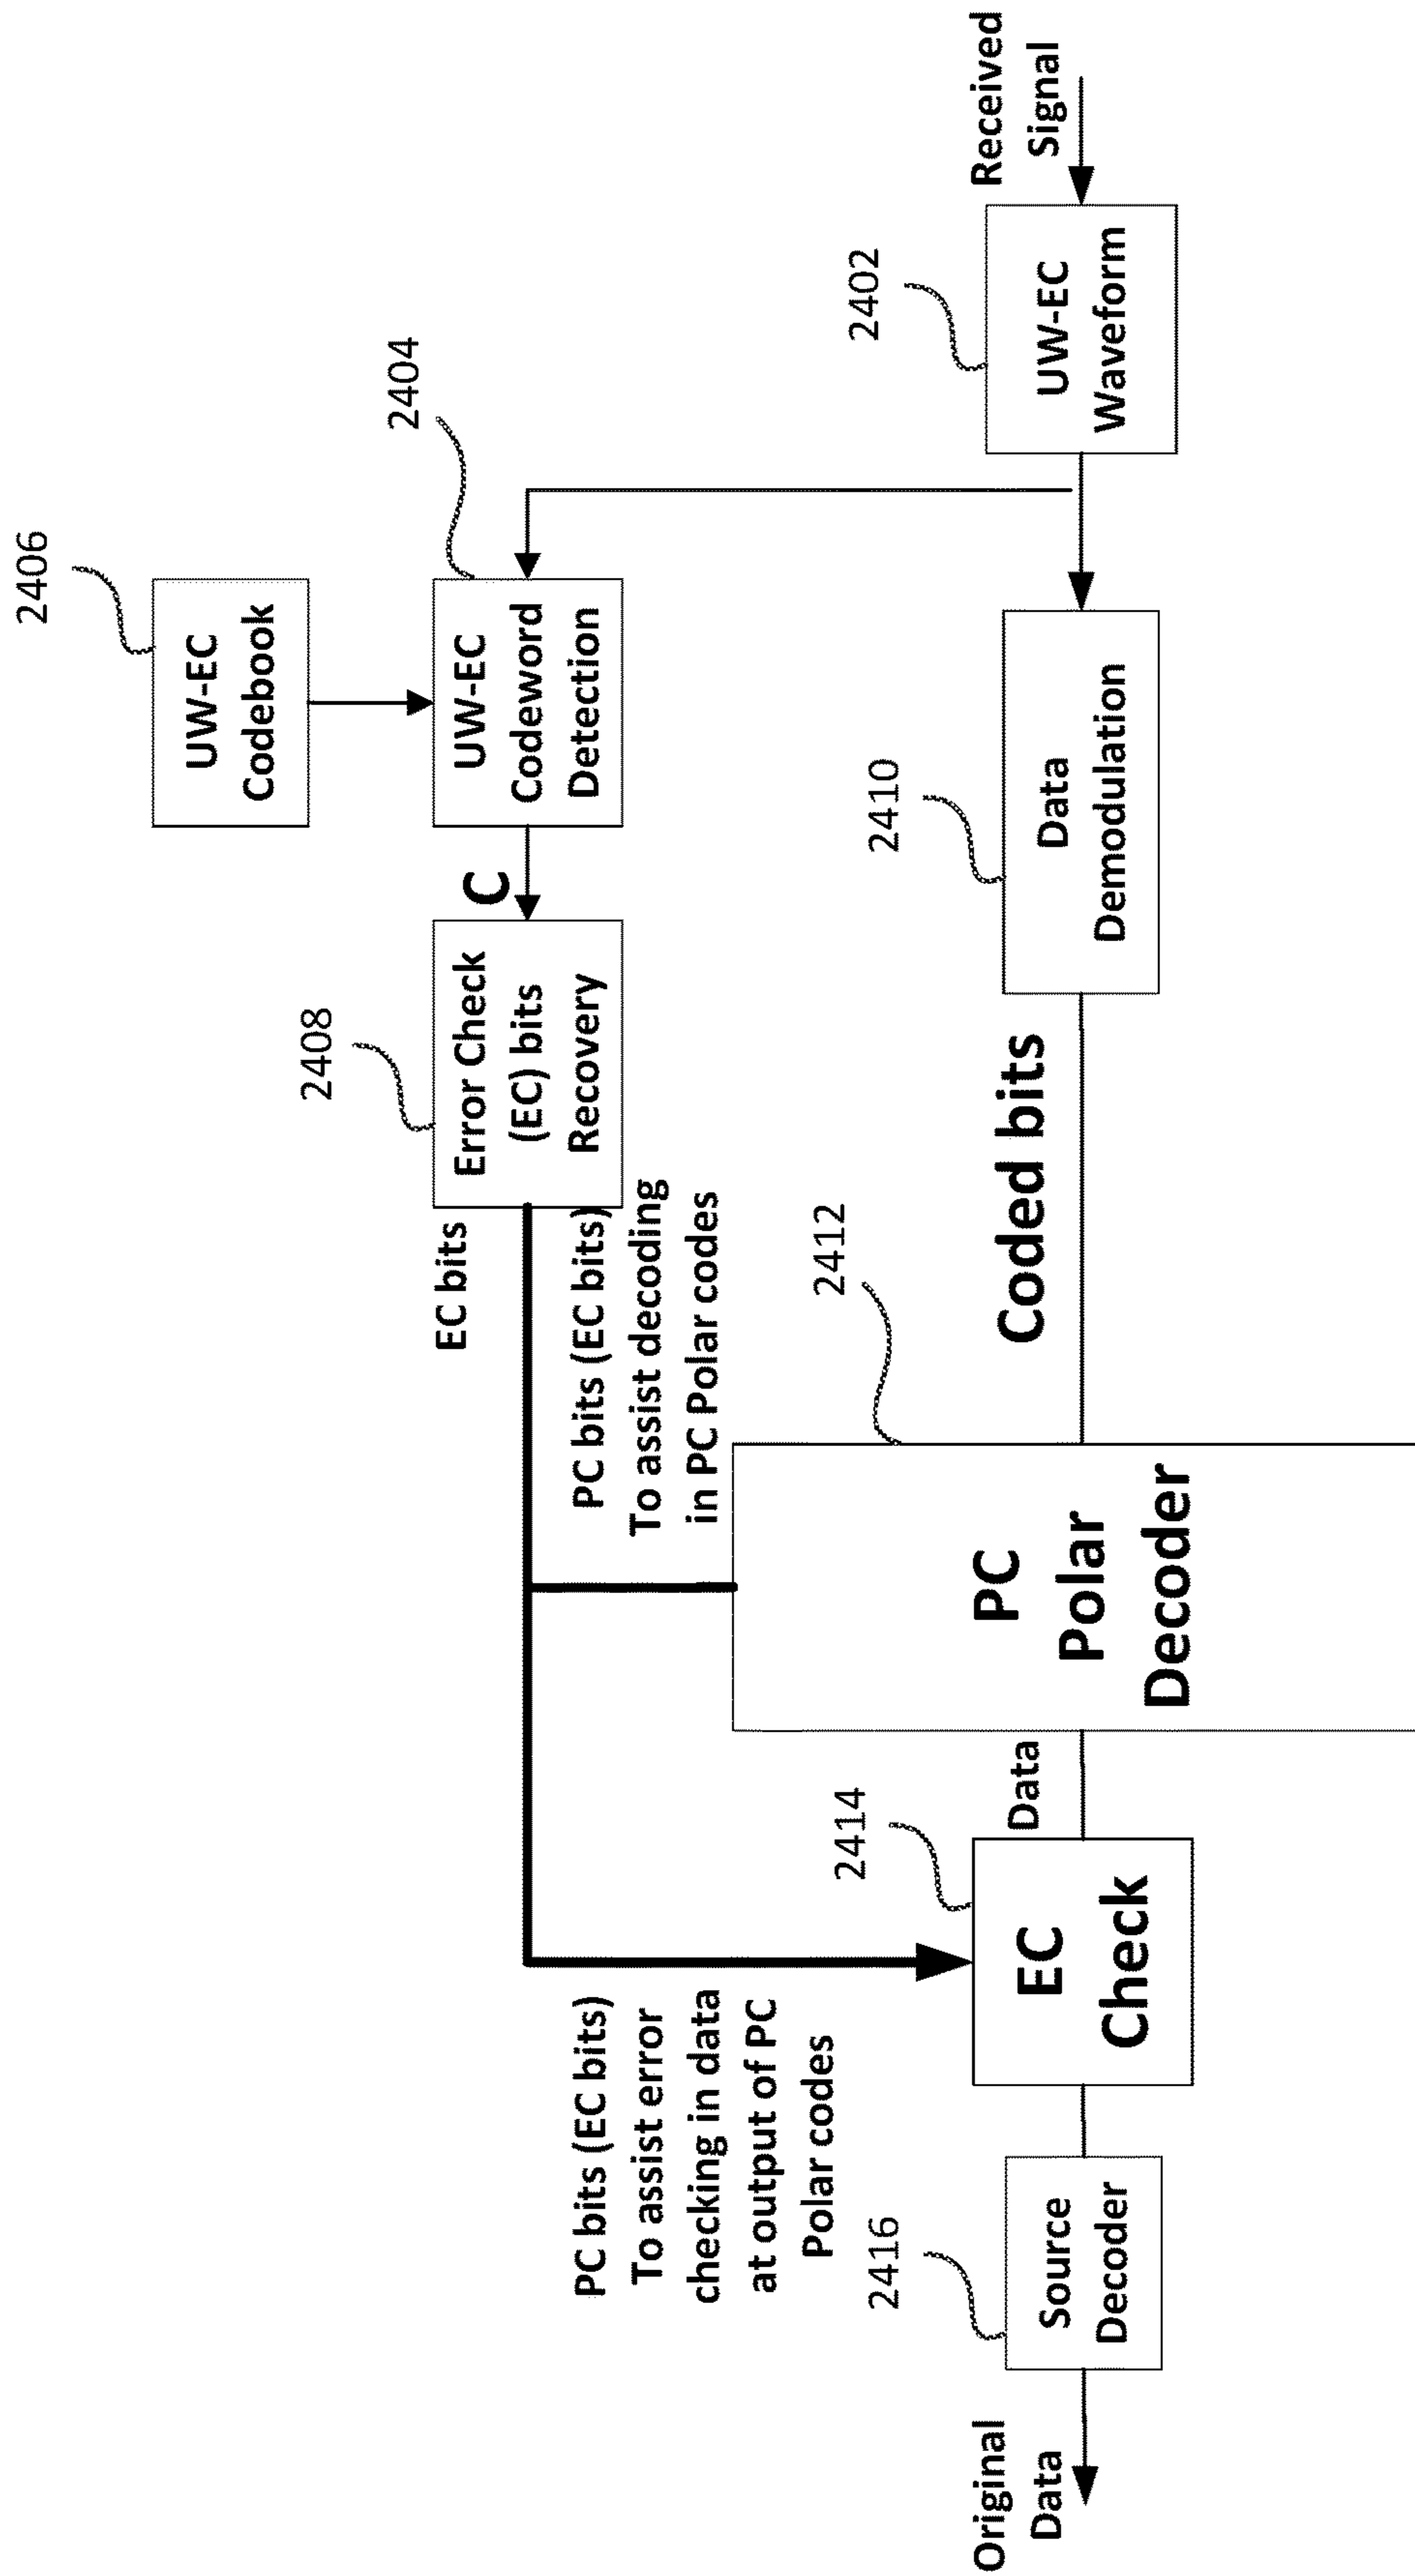 2406
UW-EC
Codebook
2404
UW-EC
Codeword
Detection
C
2408
Error Check
(EC) bits
Recovery
EC bits
PC bits (EC bits)
To assist error
checking in data
at output of PC
Polar codes
PC bits (EC bits)
To assist decoding
in PC Polar codes
Original
Data
2416
Source
Decoder
2414
EC
Check
Data
2412
PC
Polar
Decoder
Coded bits
2410
Data
Demodulation
2402
UW-EC
Waveform
Received
Signal